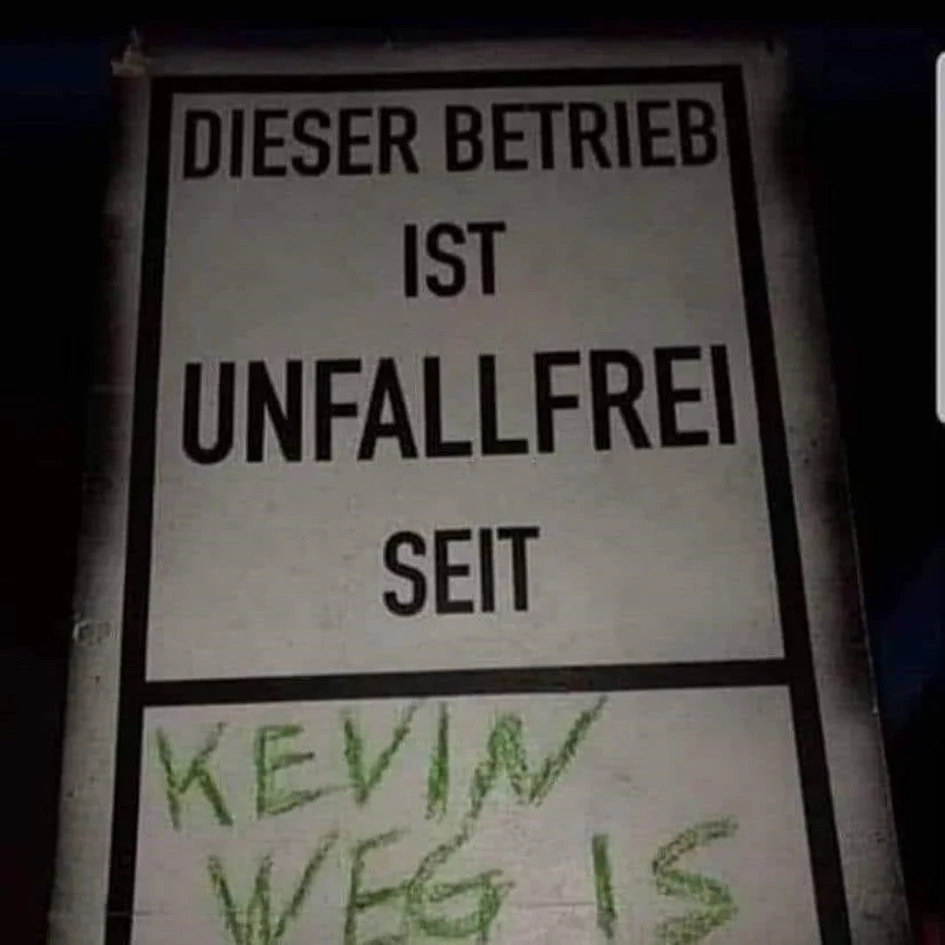 DIESER BETRIEB
IST
UNFALLFREI
SEIT
KEVIN
WEG IS